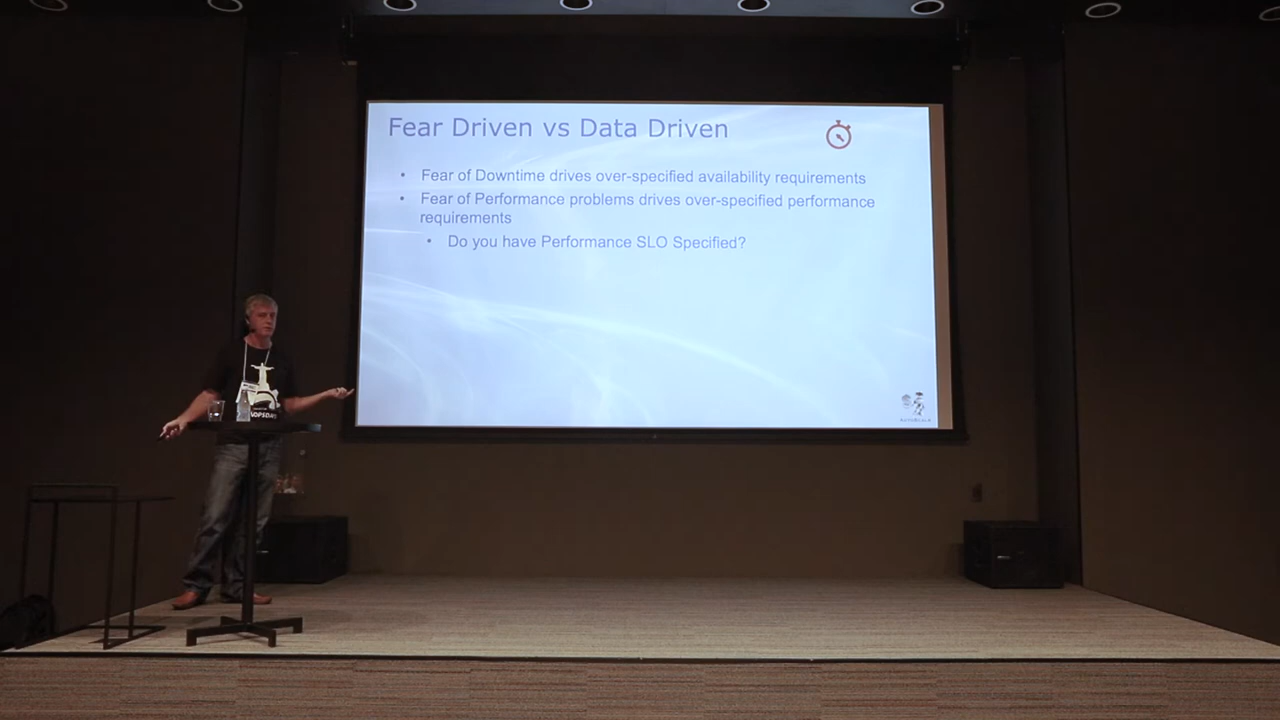 Fear Driven vs Data Driven
• Fear of Downtime drives over-specified availability requirements
• Fear of Performance problems drives over-specified performance
requirements
• Do you have Performance SLO Specified?